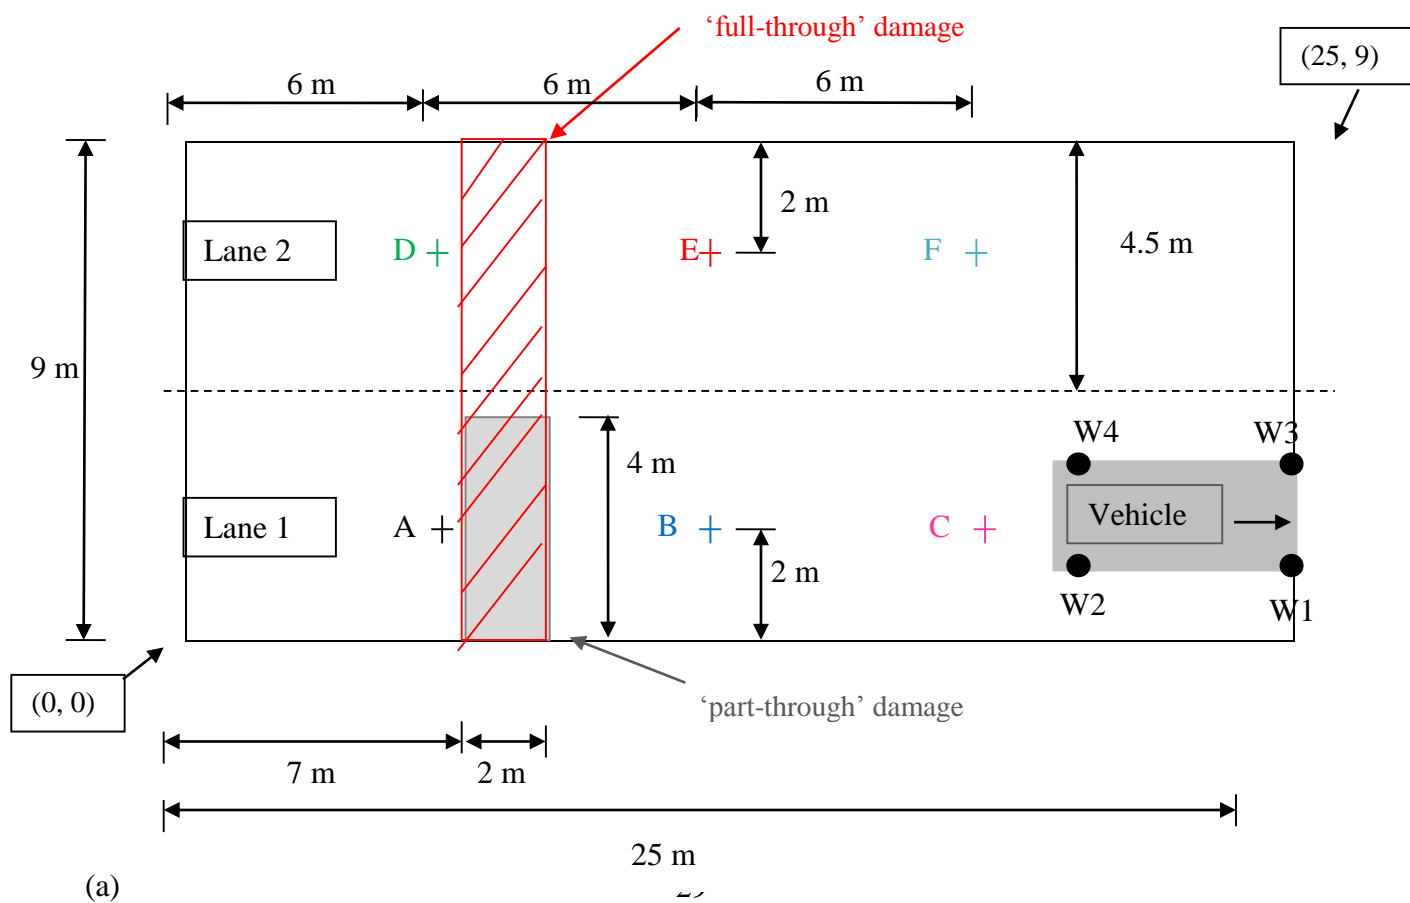 ‘full-through’ damage
(25, 9)
6 m
6 m
6 m
2 m
Lane 2
D
E
F
4.5 m
9 m
W4
W3
4 m
Lane 1
A
B
C
Vehicle
2 m
W2
W1
(0, 0)
‘part-through’ damage
7 m
2 m
25 m
(a)